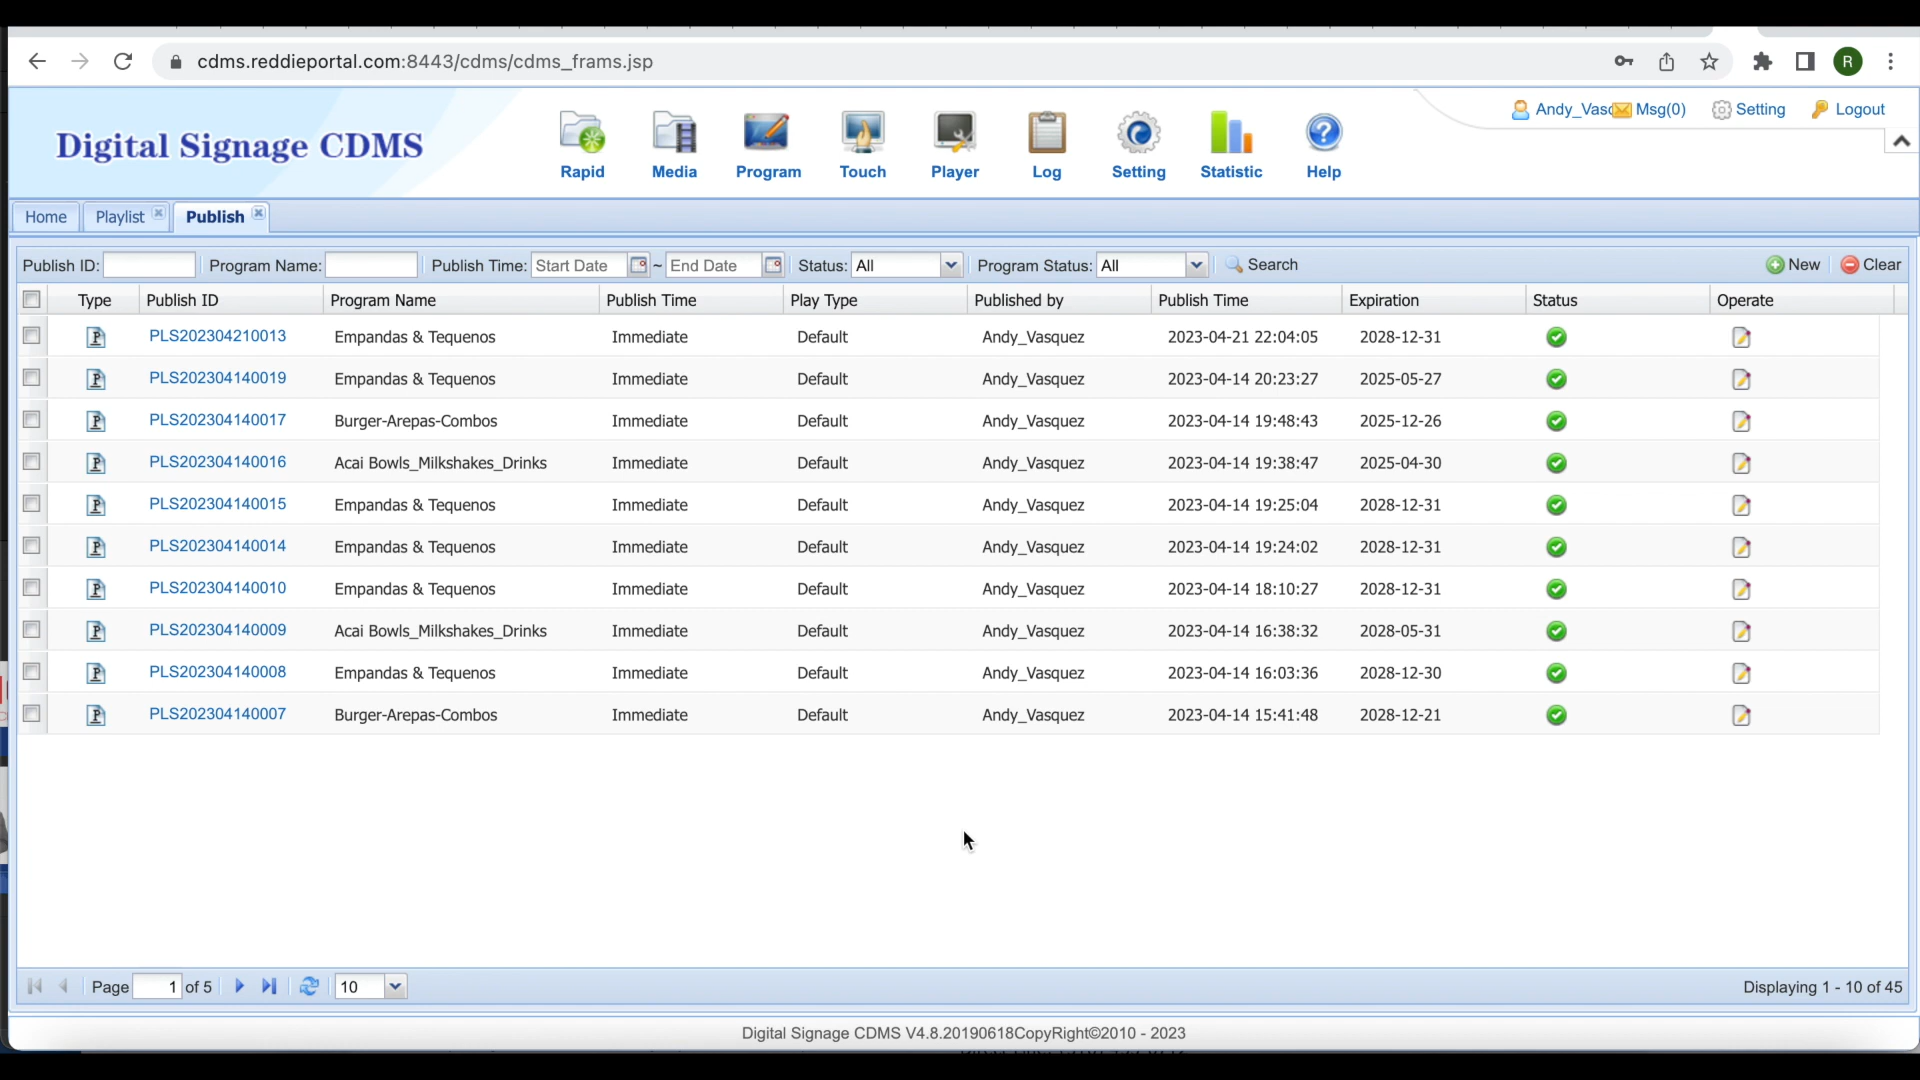 cdms.reddieportal.com:8443/cdms/cdms_frams.jsp
R
Digital Signage CDMS
Rapid Media Program Touch Player Log Setting Statistic Help
Andy_Vasc Msg(0) Setting Logout
Home Playlist Publish
Publish ID: Program Name: Publish Time: Start Date ~ End Date Status: All Program Status: All Search New Clear
Type Publish ID Program Name Publish Time Play Type Published by Publish Time Expiration Status Operate
P PLS202304210013 Empandas & Tequenos Immediate Default Andy_Vasquez 2023-04-21 22:04:05 2028-12-31
P PLS202304140019 Empandas & Tequenos Immediate Default Andy_Vasquez 2023-04-14 20:23:27 2025-05-27
P PLS202304140017 Burger-Arepas-Combos Immediate Default Andy_Vasquez 2023-04-14 19:48:43 2025-12-26
P PLS202304140016 Acai Bowls_Milkshakes_Drinks Immediate Default Andy_Vasquez 2023-04-14 19:38:47 2025-04-30
P PLS202304140015 Empandas & Tequenos Immediate Default Andy_Vasquez 2023-04-14 19:25:04 2028-12-31
P PLS202304140014 Empandas & Tequenos Immediate Default Andy_Vasquez 2023-04-14 19:24:02 2028-12-31
P PLS202304140010 Empandas & Tequenos Immediate Default Andy_Vasquez 2023-04-14 18:10:27 2028-12-31
P PLS202304140009 Acai Bowls_Milkshakes_Drinks Immediate Default Andy_Vasquez 2023-04-14 16:38:32 2028-05-31
P PLS202304140008 Empandas & Tequenos Immediate Default Andy_Vasquez 2023-04-14 16:03:36 2028-12-30
P PLS202304140007 Burger-Arepas-Combos Immediate Default Andy_Vasquez 2023-04-14 15:41:48 2028-12-21
Page 1 of 5 10 Displaying 1 - 10 of 45
Digital Signage CDMS V4.8.20190618CopyRight©2010 - 2023